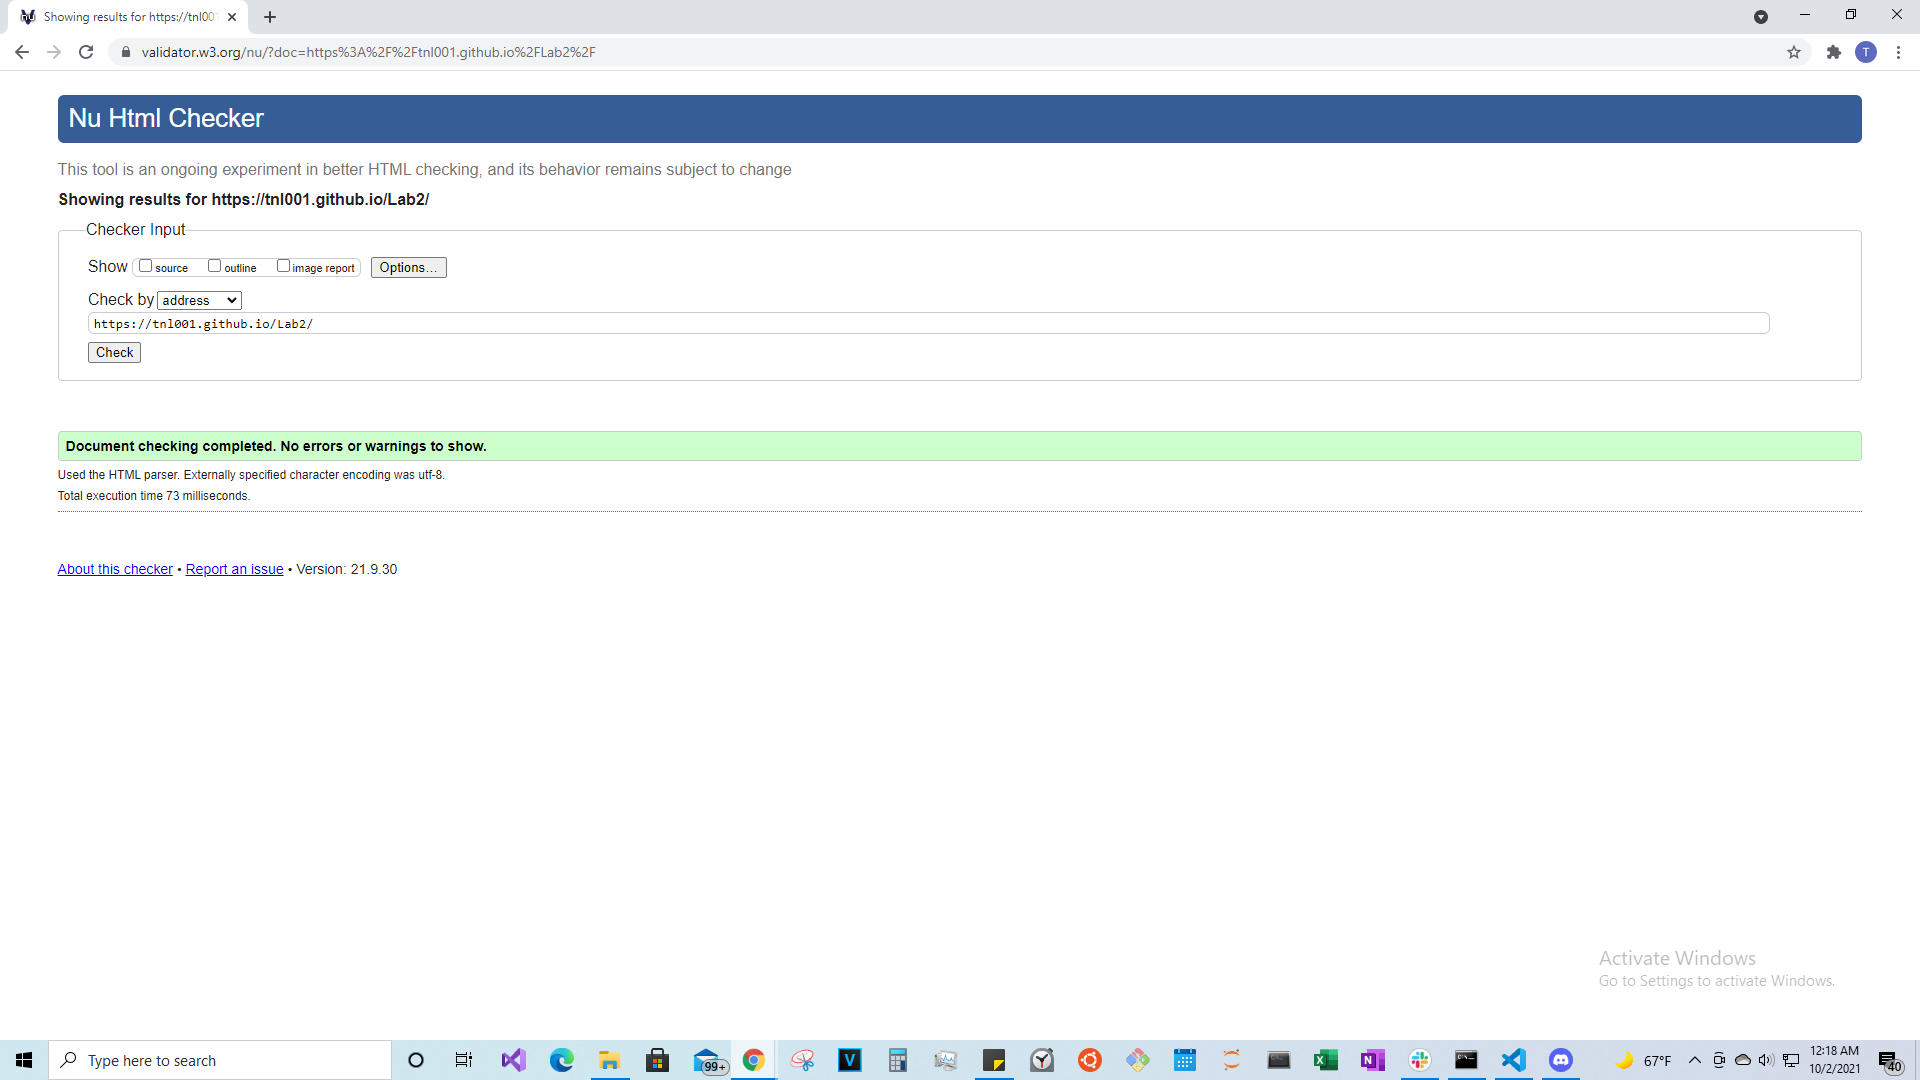 Showing results for https://tnl00
validator.w3.org/nu/?doc=https%3A%2F%2Ftnl001.github.io%2FLab2%2F
T
Nu Html Checker
This tool is an ongoing experiment in better HTML checking, and its behavior remains subject to change
Showing results for https://tnl001.github.io/Lab2/
Checker Input
Show source outline image report Options...
Check by address
https://tnl001.github.io/Lab2/
Check
Document checking completed. No errors or warnings to show.
Used the HTML parser. Externally specified character encoding was utf-8.
Total execution time 73 milliseconds.
About this checker • Report an issue • Version: 21.9.30
Activate Windows
Go to Settings to activate Windows.
Type here to search
99+
67°F
12:18 AM
10/2/2021
40